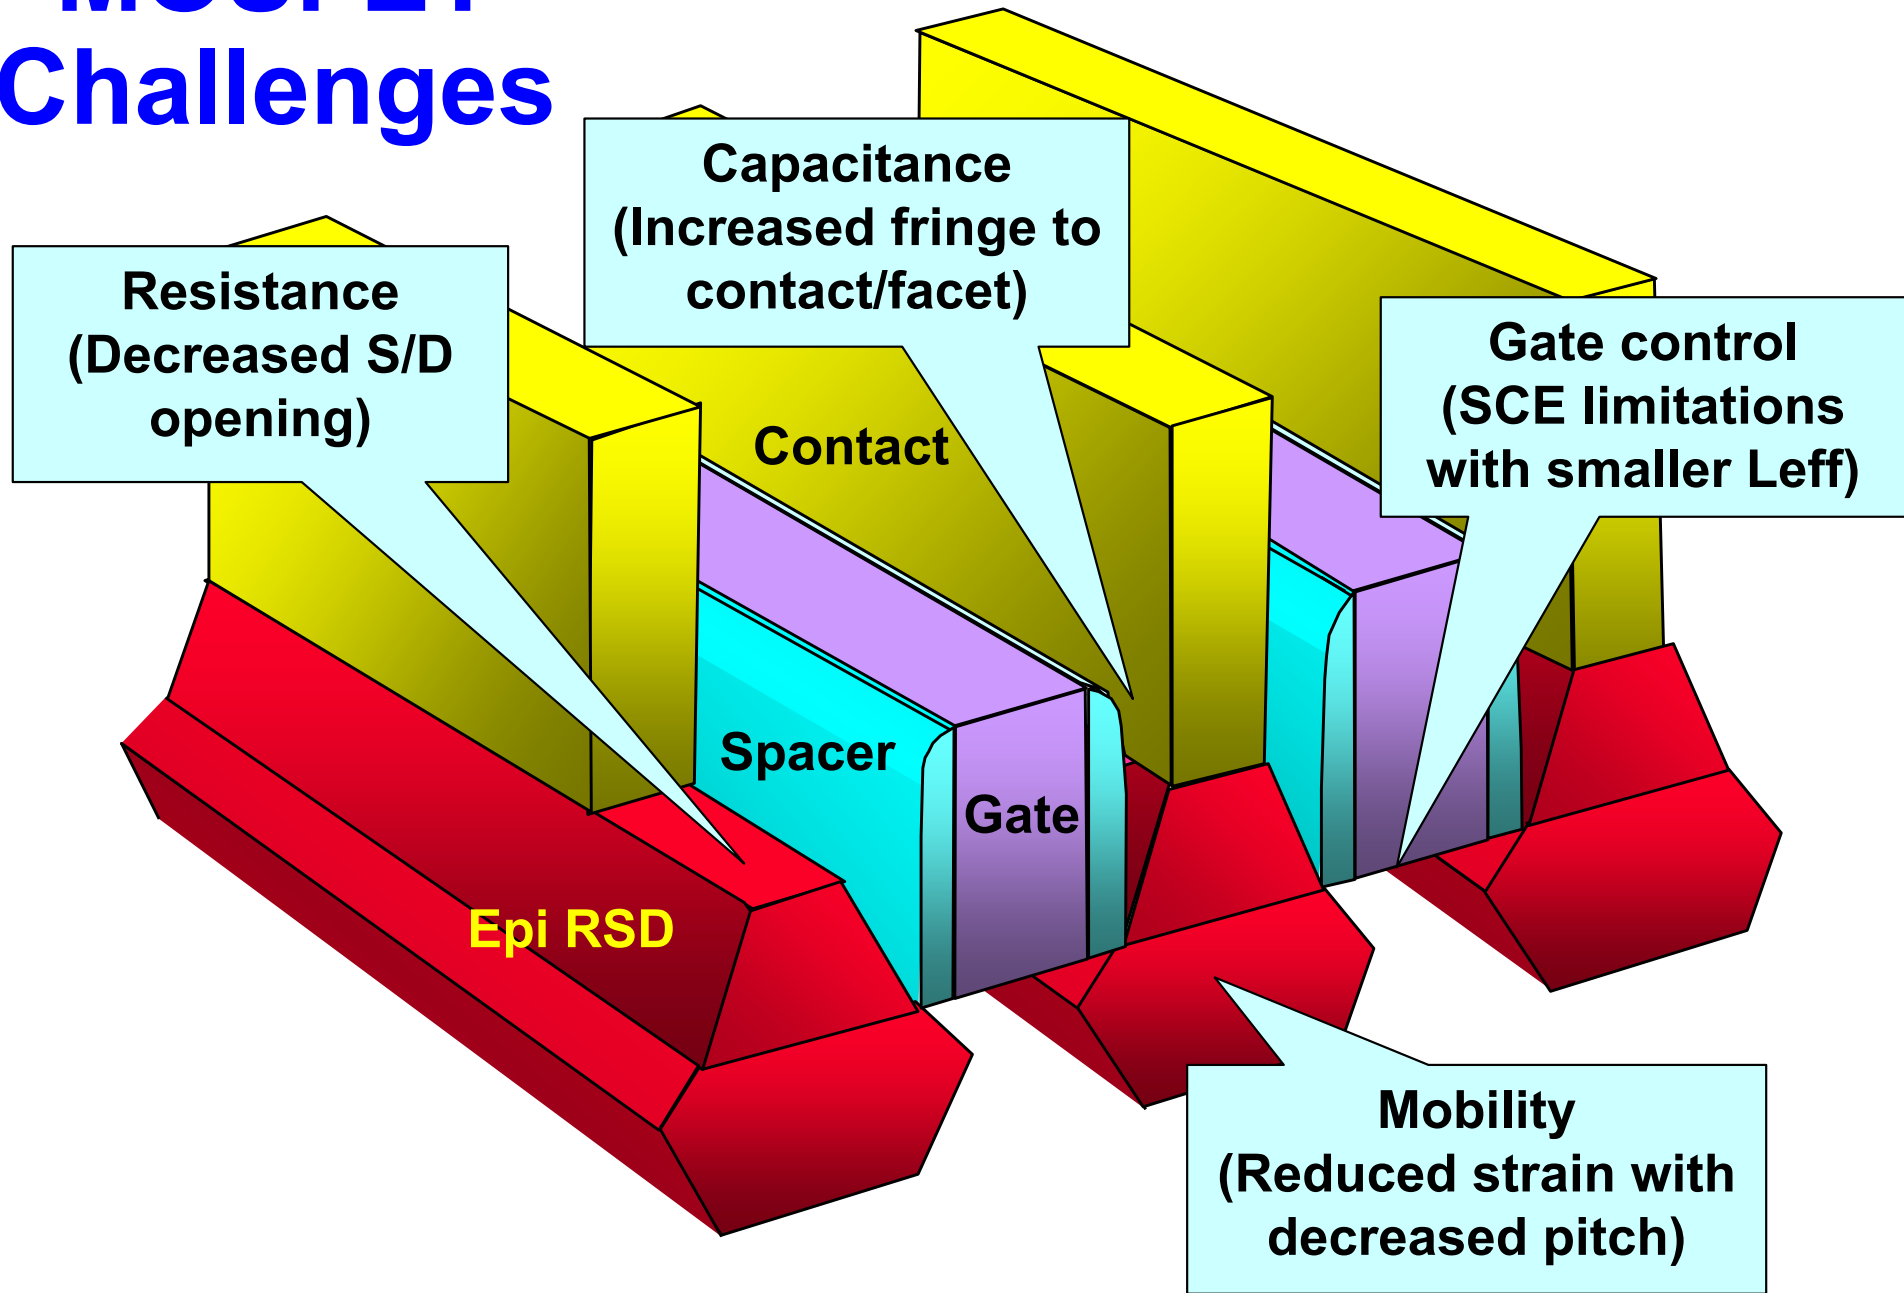 MOSFET
Challenges
Capacitance
(Increased fringe to
contact/facet)
Resistance
(Decreased S/D
opening)
Gate control
(SCE limitations
with smaller Leff)
Contact
Spacer
Gate
Epi RSD
Mobility
(Reduced strain with
decreased pitch)